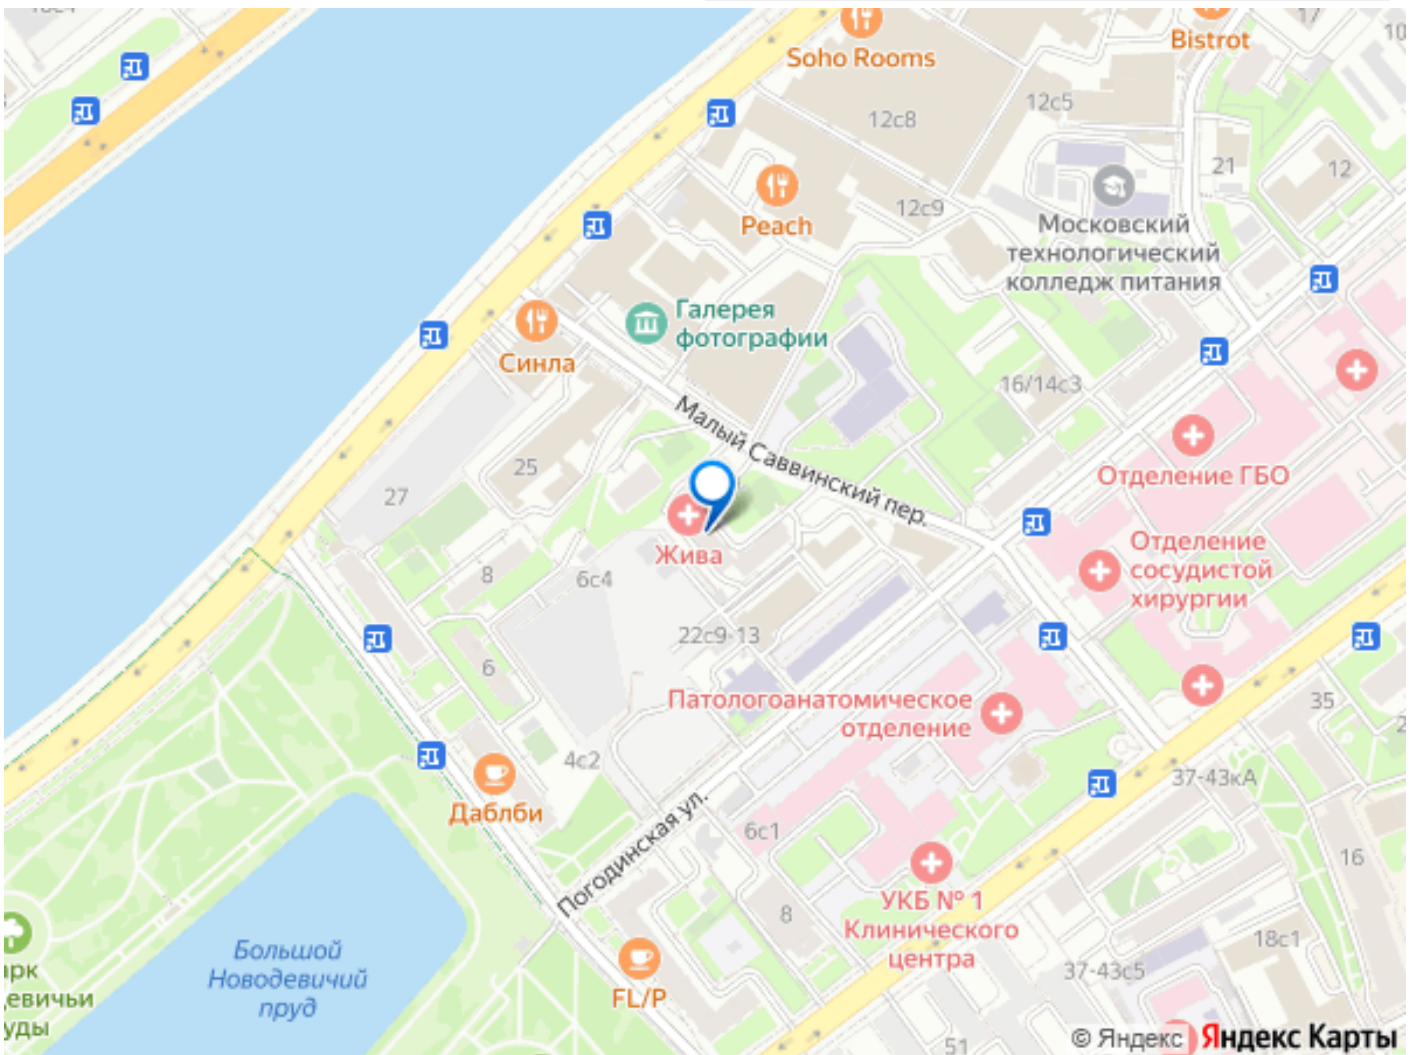 Soho Rooms
Bistrot
17
10
12с5
12с8
21
12
Peach
12с9
Московский
технологический
колледж питания
Галерея
фотографии
Синла
16/14с3
Малый Саввинский пер.
25
27
Отделение ГБО
Жива
Отделение
сосудистой
хирургии
8
6с4
22с9-13
6
Патологоанатомическое
отделение
35
4с2
37-43кА
Даблби
Погодинская ул.
6с1
16
УКБ № 1
Клинического
центра
8
18с1
Большой
Новодевичий
пруд
37-43с5
FL/P
51
© Яндекс Яндекс Карты